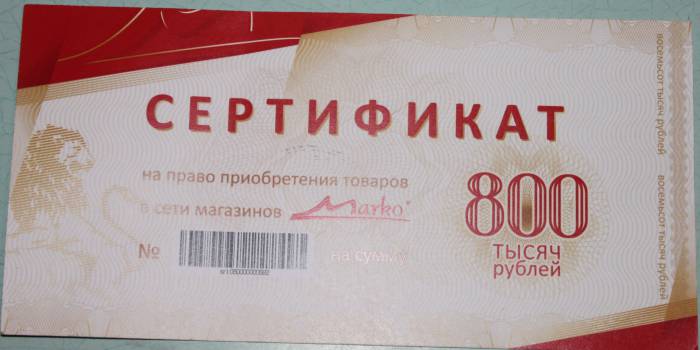 СЕРТИФИКАТ
на право приобретения товаров
в сети магазинов Marko
№
на сумму
800
ТЫСЯЧ
рублей
восемьсот тысяч рублей
восемьсот тысяч рублей